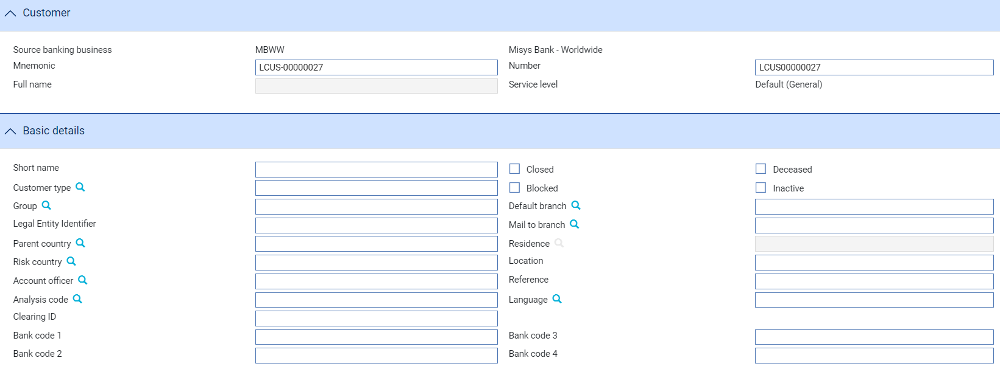 Customer
Source banking business MBWW Misys Bank - Worldwide
Mnemonic LCUS-00000027 Number LCUS00000027
Full name Service level Default (General)
Basic details
Short name Closed Deceased
Customer type Blocked Inactive
Group Default branch
Legal Entity Identifier Mail to branch
Parent country Residence
Risk country Location
Account officer Reference
Analysis code Language
Clearing ID
Bank code 1 Bank code 3
Bank code 2 Bank code 4